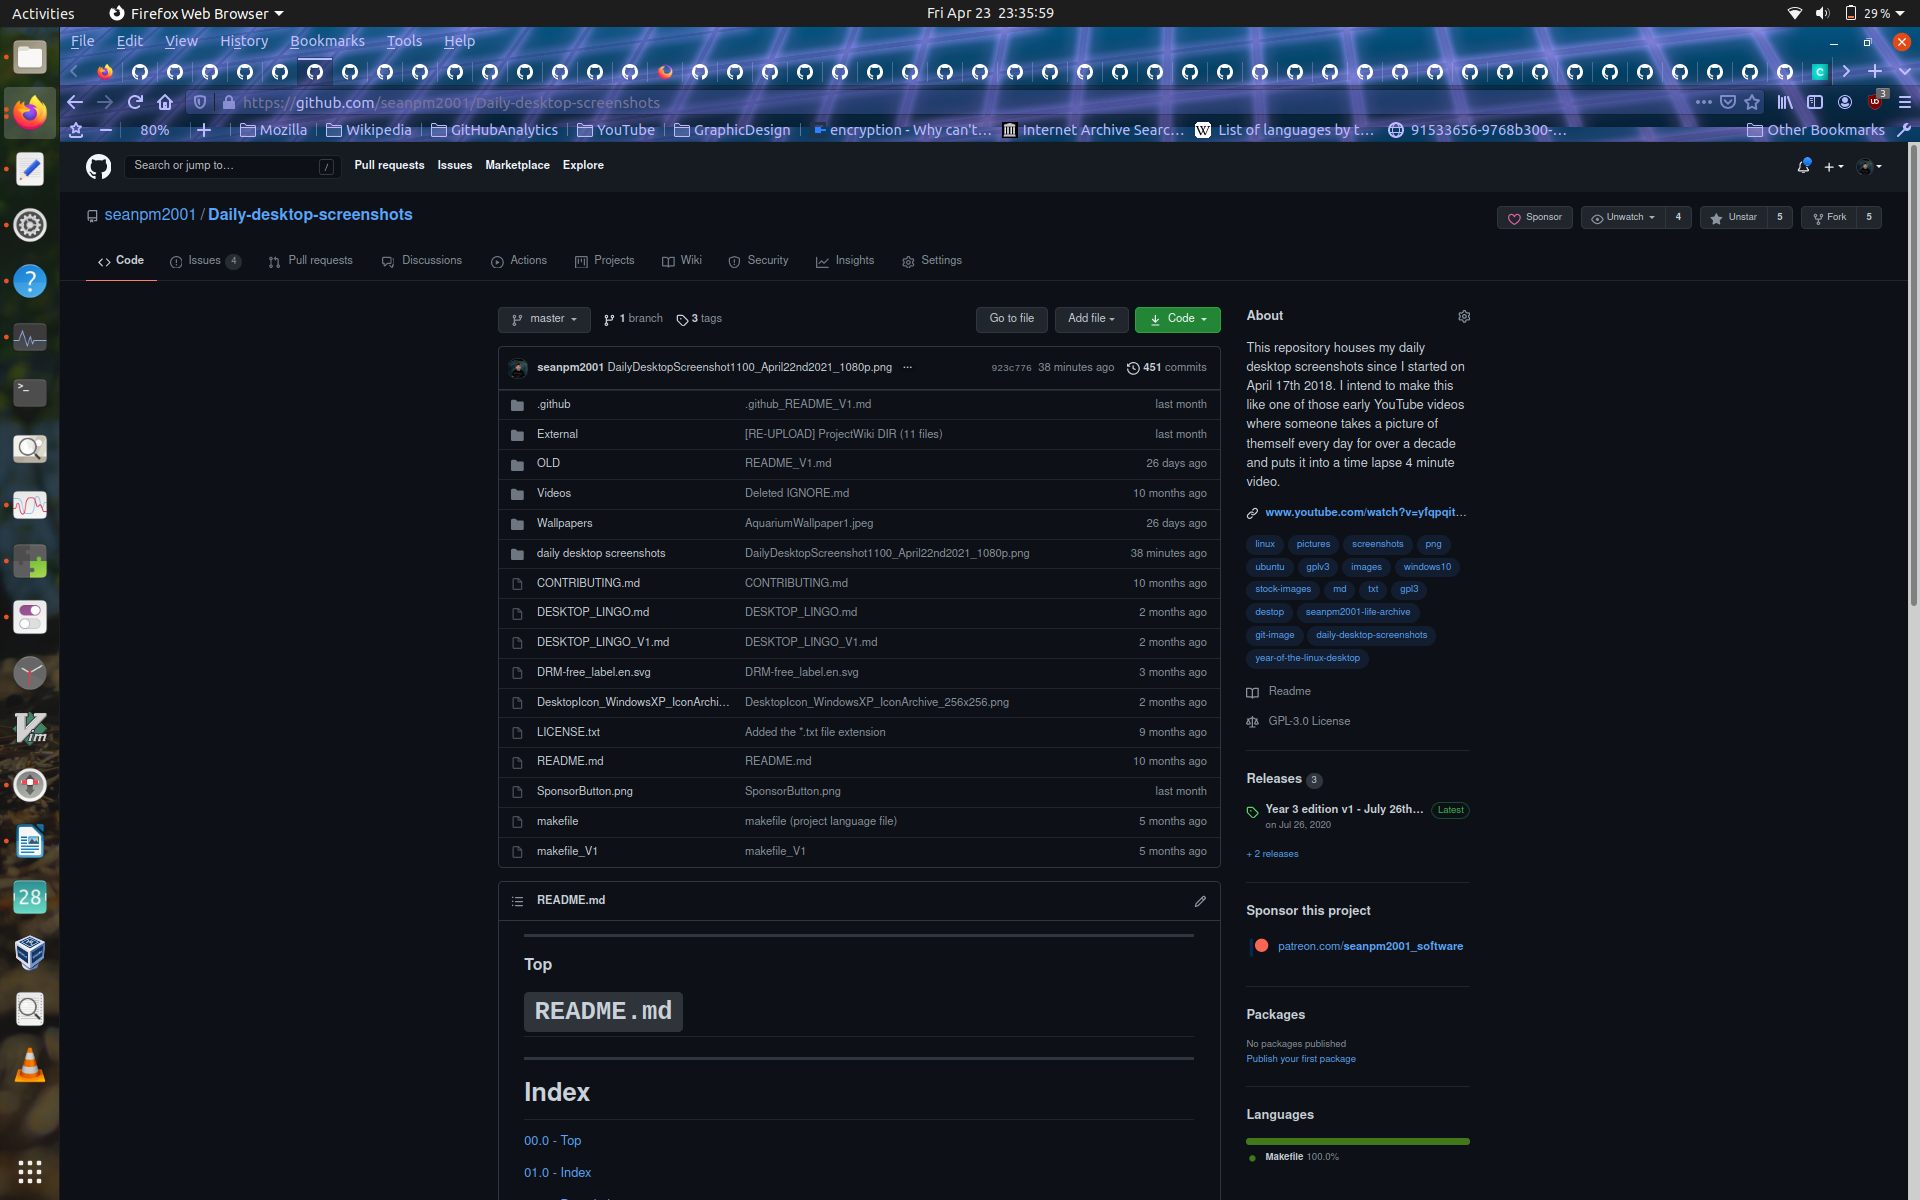 Activities Firefox Web Browser Fri Apr 23 23:35:59 29 %
File Edit View History Bookmarks Tools Help
https://github.com/seanpm2001/Daily-desktop-screenshots 3
80% Mozilla Wikipedia GitHubAnalytics YouTube GraphicDesign encryption - Why can't… Internet Archive Searc… List of languages by t… 91533656-9768b300-… Other Bookmarks
Search or jump to… / Pull requests Issues Marketplace Explore
seanpm2001 / Daily-desktop-screenshots
Sponsor Unwatch 4 Unstar 5 Fork 5
Code Issues 4 Pull requests Discussions Actions Projects Wiki Security Insights Settings
master 1 branch 3 tags Go to file Add file Code
seanpm2001 DailyDesktopScreenshot1100_April22nd2021_1080p.png ... 923c776 38 minutes ago 451 commits
.github .github_README_V1.md last month
External [RE-UPLOAD] ProjectWiki DIR (11 files) last month
OLD README_V1.md 26 days ago
Videos Deleted IGNORE.md 10 months ago
Wallpapers AquariumWallpaper1.jpeg 26 days ago
daily desktop screenshots DailyDesktopScreenshot1100_April22nd2021_1080p.png 38 minutes ago
CONTRIBUTING.md CONTRIBUTING.md 10 months ago
DESKTOP_LINGO.md DESKTOP_LINGO.md 2 months ago
DESKTOP_LINGO_V1.md DESKTOP_LINGO_V1.md 2 months ago
DRM-free_label.en.svg DRM-free_label.en.svg 3 months ago
DesktopIcon_WindowsXP_IconArchi... DesktopIcon_WindowsXP_IconArchive_256x256.png 2 months ago
LICENSE.txt Added the *.txt file extension 9 months ago
README.md README.md 10 months ago
SponsorButton.png SponsorButton.png last month
makefile makefile (project language file) 5 months ago
makefile_V1 makefile_V1 5 months ago
README.md
Top
README.md
Index
00.0 - Top
01.0 - Index
About
This repository houses my daily
desktop screenshots since I started on
April 17th 2018. I intend to make this
like one of those early YouTube videos
where someone takes a picture of
themself every day for over a decade
and puts it into a time lapse 4 minute
video.
www.youtube.com/watch?v=yfqpqit...
linux pictures screenshots png
ubuntu gplv3 images windows10
stock-images md txt gpl3
destop seanpm2001-life-archive
git-image daily-desktop-screenshots
year-of-the-linux-desktop
Readme
GPL-3.0 License
Releases 3
Year 3 edition v1 - July 26th... Latest
on Jul 26, 2020
+ 2 releases
Sponsor this project
patreon.com/seanpm2001_software
Packages
No packages published
Publish your first package
Languages
Makefile 100.0%
28